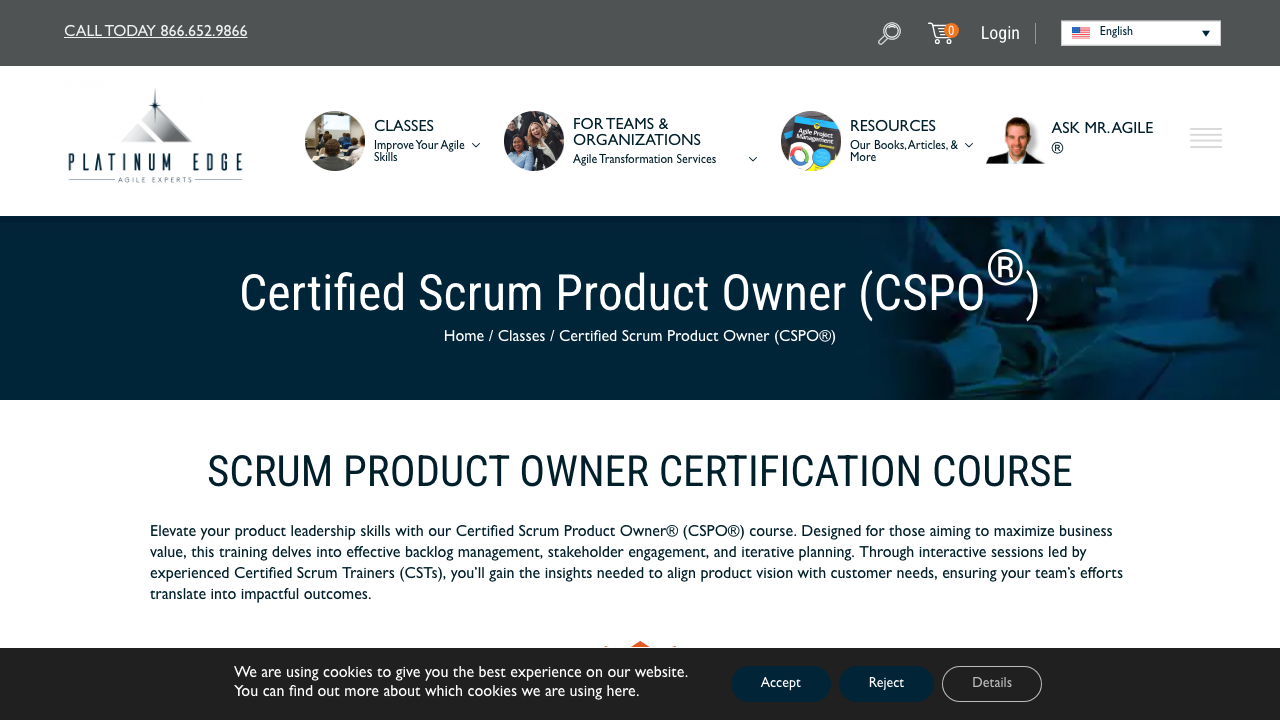 CALL TODAY 866.652.9866
0
Login
English
PLATINUM EDGE
AGILE EXPERTS
CLASSES
Improve Your Agile
Skills
FOR TEAMS &
ORGANIZATIONS
Agile Transformation Services
Agile Project
Management
RESOURCES
Our Books, Articles, &
More
ASK MR. AGILE
®
Certified Scrum Product Owner (CSPO®)
Home / Classes / Certified Scrum Product Owner (CSPO®)
SCRUM PRODUCT OWNER CERTIFICATION COURSE
Elevate your product leadership skills with our Certified Scrum Product Owner® (CSPO®) course. Designed for those aiming to maximize business
value, this training delves into effective backlog management, stakeholder engagement, and iterative planning. Through interactive sessions led by
experienced Certified Scrum Trainers (CSTs), you’ll gain the insights needed to align product vision with customer needs, ensuring your team’s efforts
translate into impactful outcomes.
We are using cookies to give you the best experience on our website.
You can find out more about which cookies we are using here.
Accept
Reject
Details